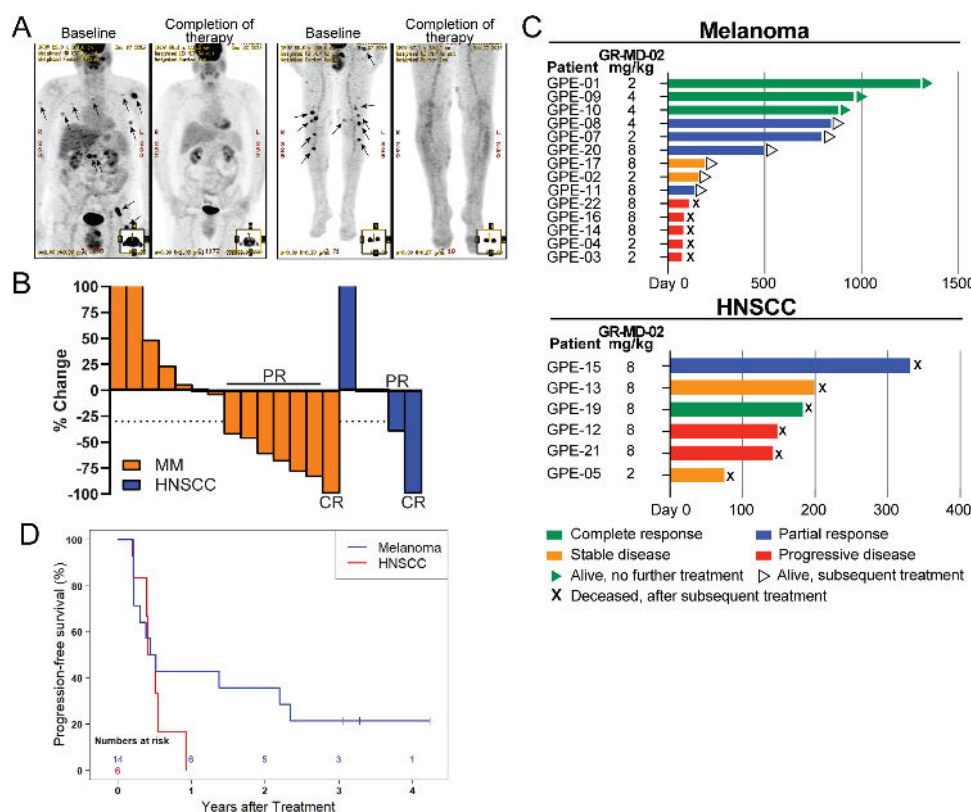 A
Baseline
Completion of
therapy
Baseline
Completion of
therapy
B
100
75
50
25
0
-25
-50
-75
-100
% Change
PR
PR
MM
HNSCC
CR
CR
C
Melanoma
Patient
GR-MD-02
mg/kg
GPE-01 2
GPE-09 4
GPE-10 4
GPE-08 4
GPE-07 2
GPE-20 8
GPE-17 8
GPE-02 2
GPE-11 8
GPE-22 8
GPE-16 8
GPE-14 8
GPE-04 2
GPE-03 2
Day 0 500 1000 1500
HNSCC
Patient
GR-MD-02
mg/kg
GPE-15 8
GPE-13 8
GPE-19 8
GPE-12 8
GPE-21 8
GPE-05 2
Day 0 100 200 300 400
Complete response
Partial response
Stable disease
Progressive disease
Alive, no further treatment
Alive, subsequent treatment
X Deceased, after subsequent treatment
D
Progression-free survival (%)
100
80
60
40
20
0
Melanoma
HNSCC
Numbers at risk
14 6 5 3 1
6
0 1 2 3 4
Years after Treatment